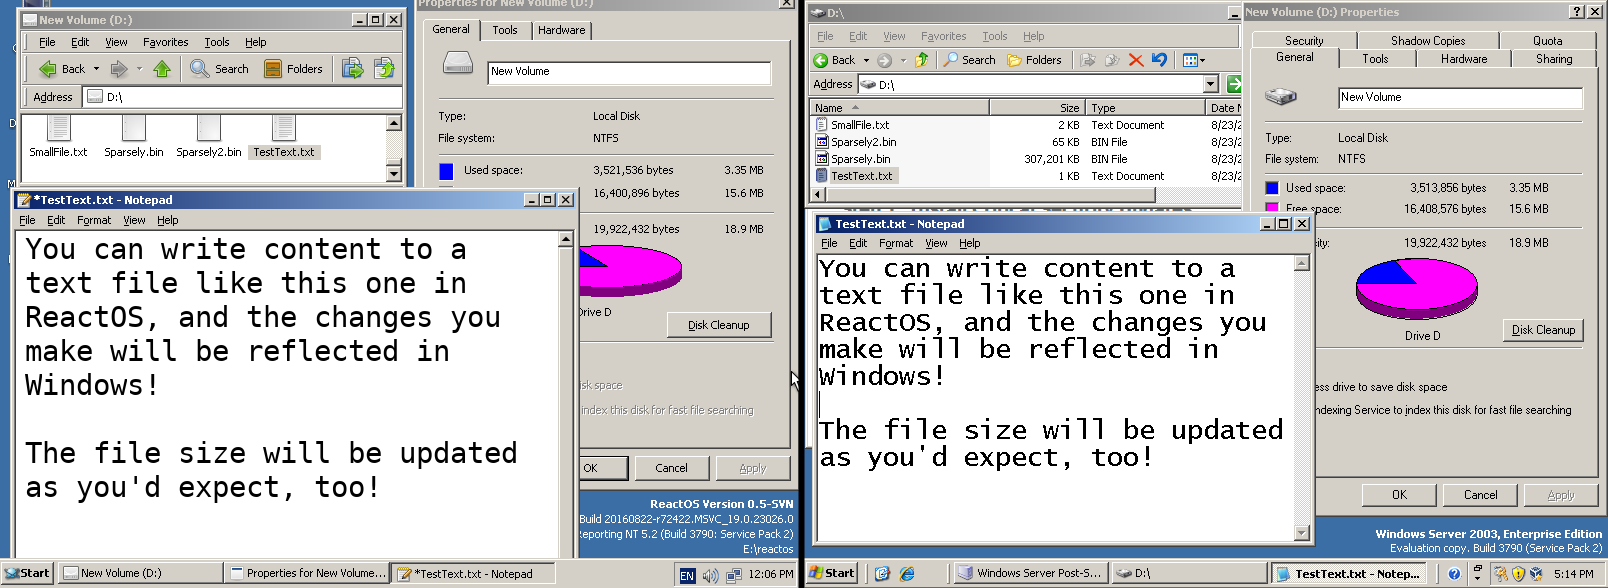 New Volume (D:)
File Edit View Favorites Tools Help
Back Search Folders
Address D:\
SmallFile.txt Sparsely.bin Sparsely2.bin TestText.txt
Properties for New Volume (D:)
General Tools Hardware
New Volume
Type: Local Disk
File system: NTFS
Used space: 3,521,536 bytes 3.35 MB
16,400,896 bytes 15.6 MB
19,922,432 bytes 18.9 MB
Drive D
Disk Cleanup
isk space
index this disk for fast file searching
OK Cancel Apply
*TestText.txt - Notepad
File Edit Format View Help
You can write content to a
text file like this one in
ReactOS, and the changes you
make will be reflected in
Windows!
The file size will be updated
as you'd expect, too!
ReactOS Version 0.5-SVN
Build 20160822-r72422.MSVC_19.0.23026.0
eporting NT 5.2 (Build 3790: Service Pack 2)
E:\reactos
Start New Volume (D:) Properties for New Volume... *TestText.txt - Notepad EN 12:06 PM
D:\
File Edit View Favorites Tools Help
Back Search Folders
Address D:\
Name Size Type Date
SmallFile.txt 2 KB Text Document 8/23/2
Sparsely2.bin 65 KB BIN File 8/23/2
Sparsely.bin 307,201 KB BIN File 8/23/2
TestText.txt 1 KB Text Document 8/23/2
New Volume (D:) Properties
Security Shadow Copies Quota
General Tools Hardware Sharing
New Volume
Type: Local Disk
File system: NTFS
Used space: 3,513,856 bytes 3.35 MB
Free space: 16,408,576 bytes 15.6 MB
ity: 19,922,432 bytes 18.9 MB
Drive D
Disk Cleanup
ess drive to save disk space
ndexing Service to index this disk for fast file searching
OK Cancel Apply
TestText.txt - Notepad
File Edit Format View Help
You can write content to a
text file like this one in
ReactOS, and the changes you
make will be reflected in
Windows!
The file size will be updated
as you'd expect, too!
Windows Server 2003, Enterprise Edition
Evaluation copy. Build 3790 (Service Pack 2)
Start Windows Server Post-S... D:\ TestText.txt - Notep... 5:14 PM